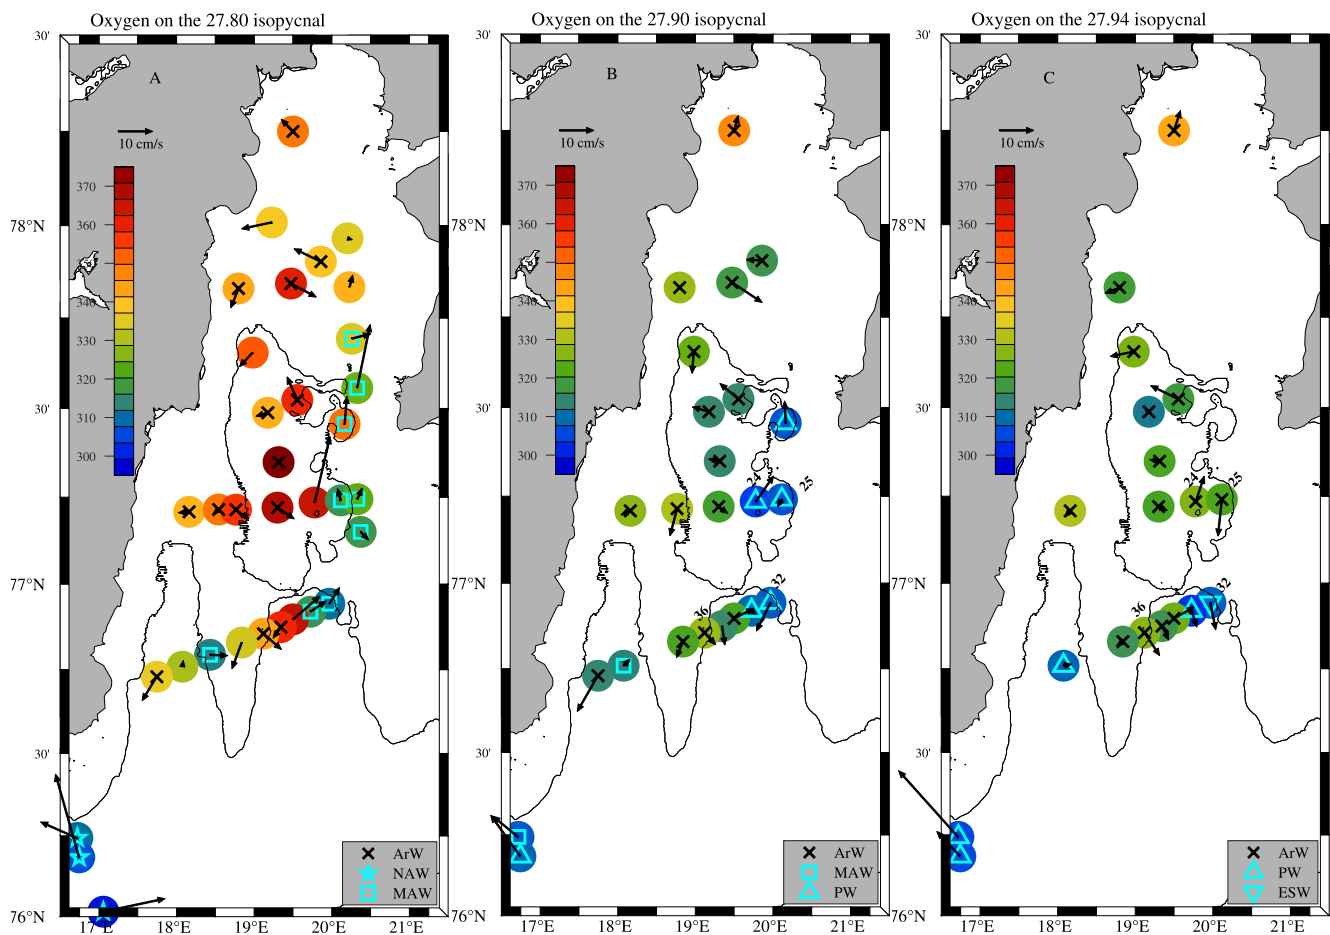 Oxygen on the 27.80 isopycnal
30'
A
10 cm/s
370
360
350
340
330
320
310
300
78°N
30'
77°N
30'
76°N
17°E 18°E 19°E 20°E 21°E
ArW
NAW
MAW
Oxygen on the 27.90 isopycnal
30'
B
10 cm/s
370
360
350
340
330
320
310
300
78°N
30'
77°N
30'
76°N
24
25
32
36
17°E 18°E 19°E 20°E 21°E
ArW
MAW
PW
Oxygen on the 27.94 isopycnal
30'
C
10 cm/s
370
360
350
340
330
320
310
300
78°N
30'
77°N
30'
76°N
24
25
32
36
17°E 18°E 19°E 20°E 21°E
ArW
PW
ESW